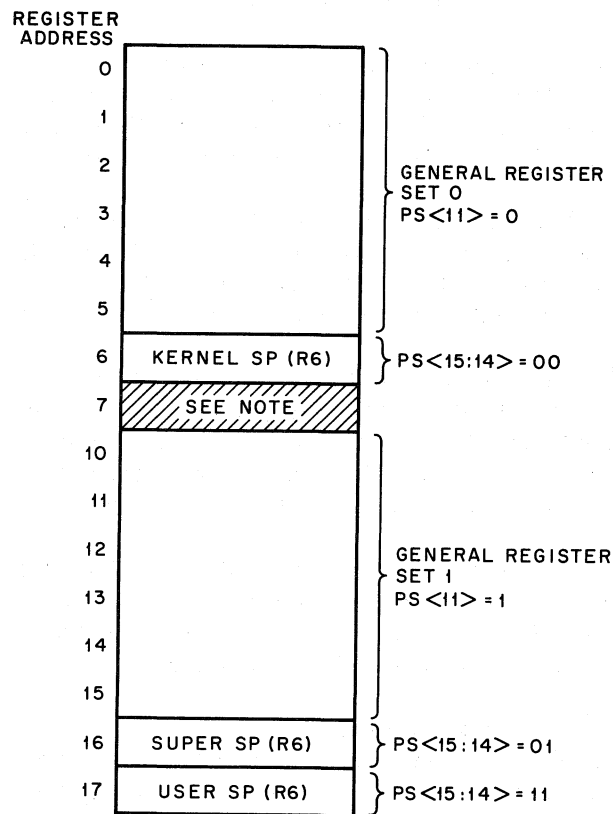 REGISTER
ADDRESS
0
1
2
3
4
5
GENERAL REGISTER
SET 0
PS<11> = 0
6
KERNEL SP (R6)
PS<15:14> = 00
7
SEE NOTE
10
11
12
13
14
15
GENERAL REGISTER
SET 1
PS<11> = 1
16
SUPER SP (R6)
PS<15:14> = 01
17
USER SP (R6)
PS<15:14> = 11